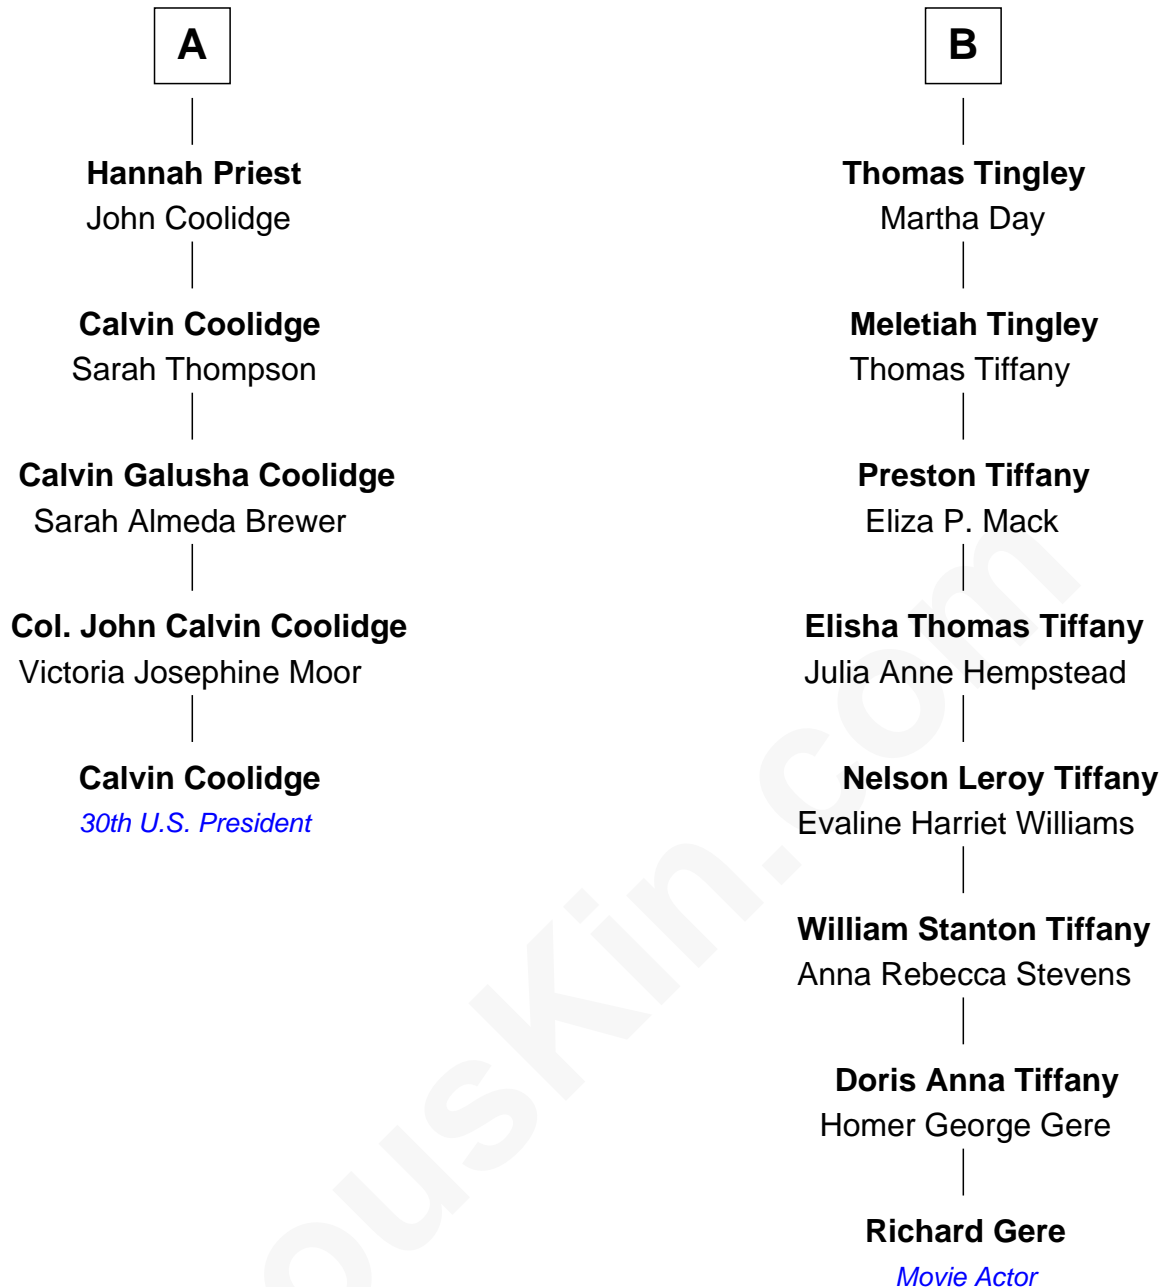 A
Hannah Priest
John Coolidge
Calvin Coolidge
Sarah Thompson
Calvin Galusha Coolidge
Sarah Almeda Brewer
Col. John Calvin Coolidge
Victoria Josephine Moor
Calvin Coolidge
30th U.S. President
B
Thomas Tingley
Martha Day
Meletiah Tingley
Thomas Tiffany
Preston Tiffany
Eliza P. Mack
Elisha Thomas Tiffany
Julia Anne Hempstead
Nelson Leroy Tiffany
Evaline Harriet Williams
William Stanton Tiffany
Anna Rebecca Stevens
Doris Anna Tiffany
Homer George Gere
Richard Gere
Movie Actor
ousKin.com